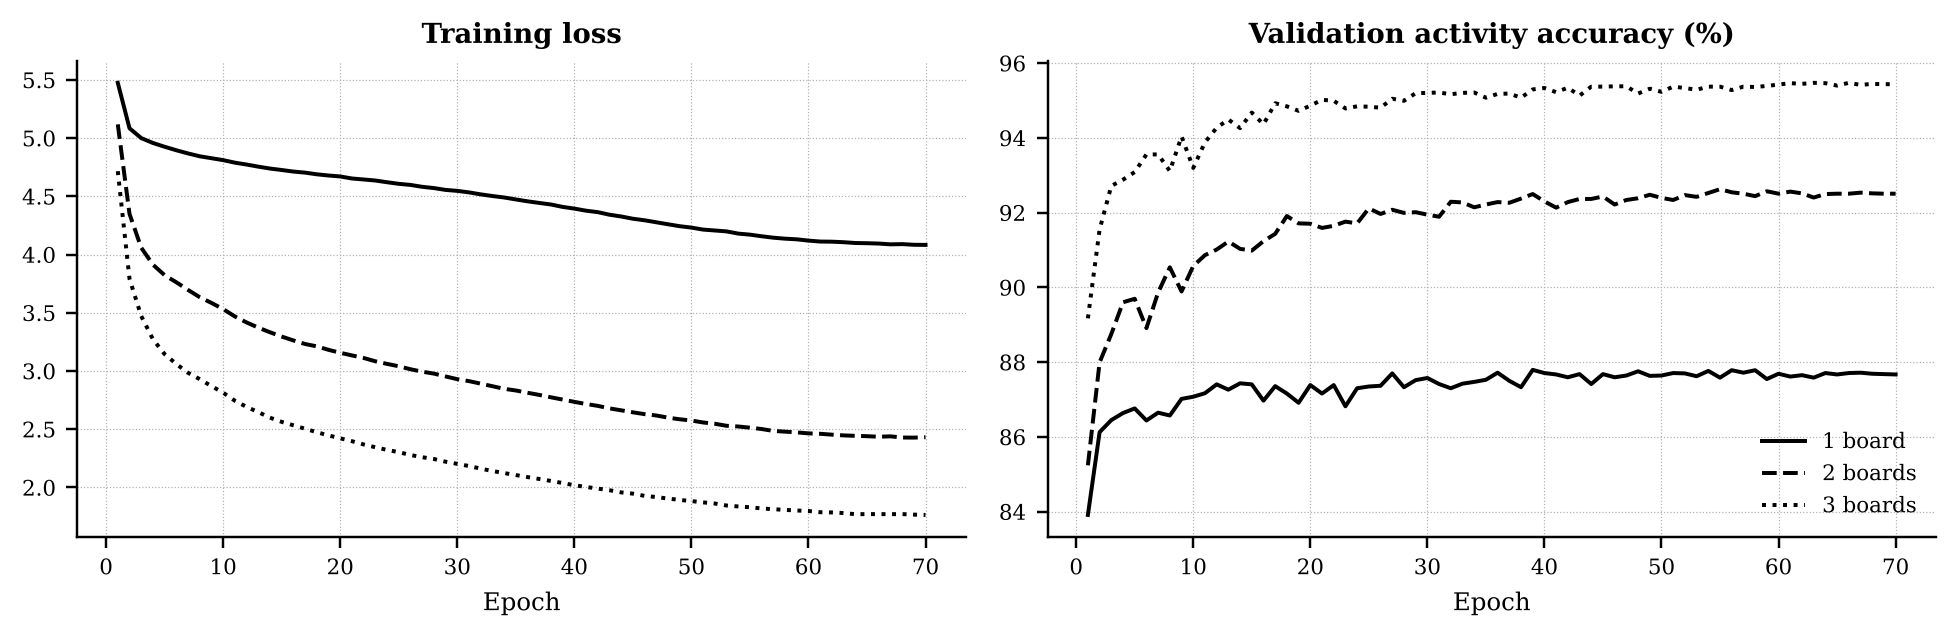 Training loss
5.5
5.0
4.5
4.0
3.5
3.0
2.5
2.0
0 10 20 30 40 50 60 70
Epoch
Validation activity accuracy (%)
96
94
92
90
88
86
84
1 board
2 boards
3 boards
0 10 20 30 40 50 60 70
Epoch